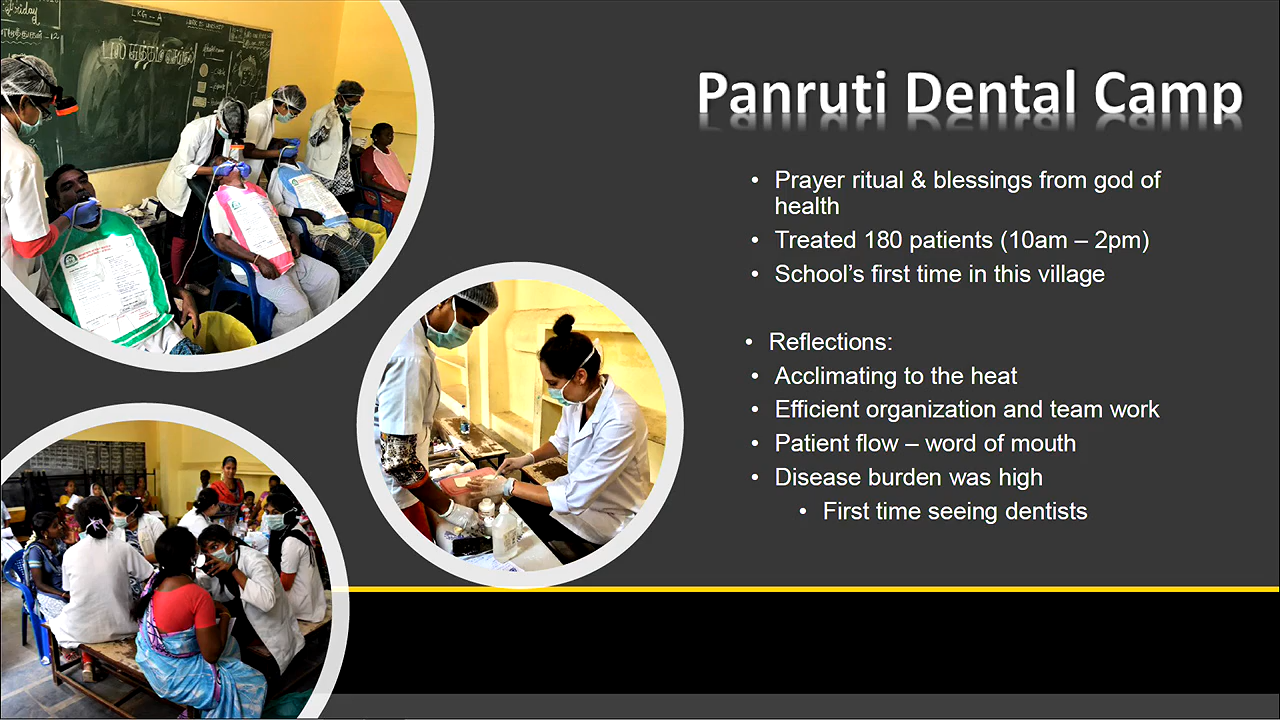 Friday
LKG - A
Panruti Dental Camp
• Prayer ritual & blessings from god of
health
• Treated 180 patients (10am – 2pm)
• School's first time in this village
• Reflections:
• Acclimating to the heat
• Efficient organization and team work
• Patient flow – word of mouth
• Disease burden was high
• First time seeing dentists